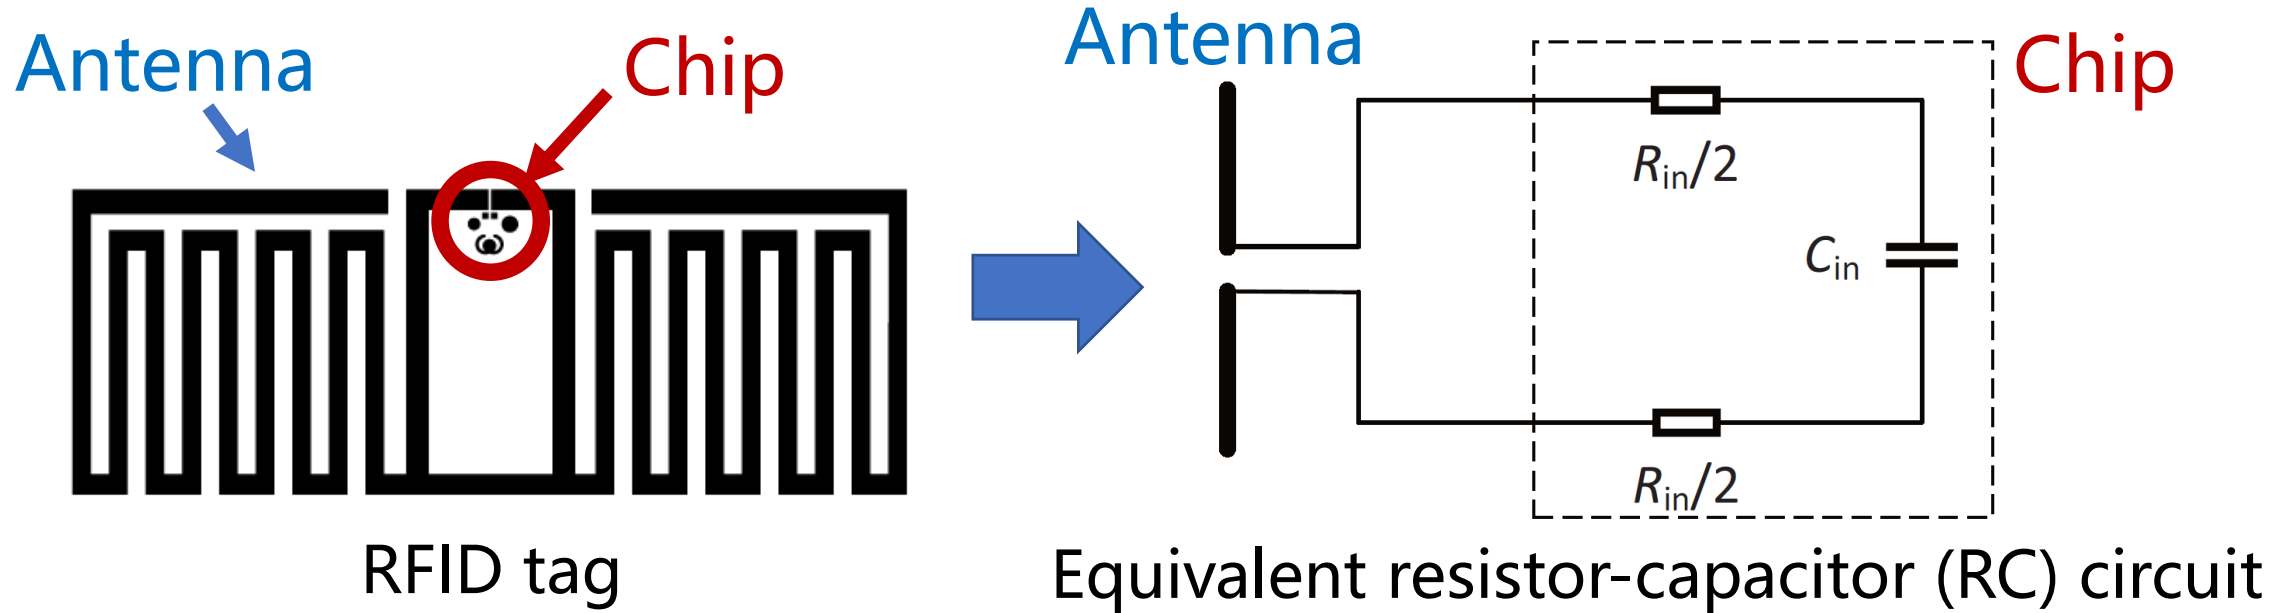 Antenna
Chip
RFID tag
Antenna
Chip
Rin/2
Cin
Rin/2
Equivalent resistor-capacitor (RC) circuit